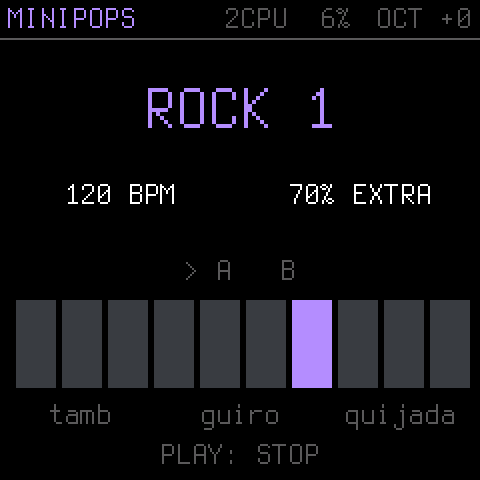 MINIPOPS 2CPU 6% OCT +0
ROCK 1
120 BPM 70% EXTRA
> A B
tamb guiro quijada
PLAY: STOP